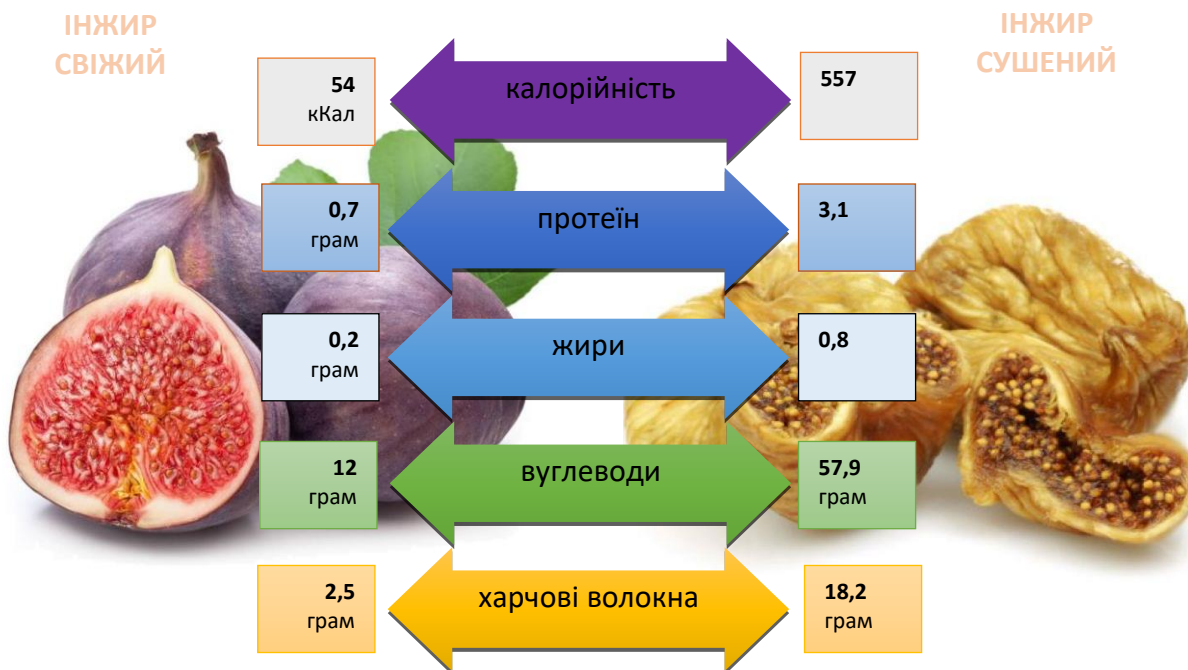 ІНЖИР
СВІЖИЙ
ІНЖИР
СУШЕНИЙ
54
кКал
калорійність
557
0,7
грам
протеїн
3,1
0,2
грам
жири
0,8
12
грам
вуглеводи
57,9
грам
2,5
грам
харчові волокна
18,2
грам